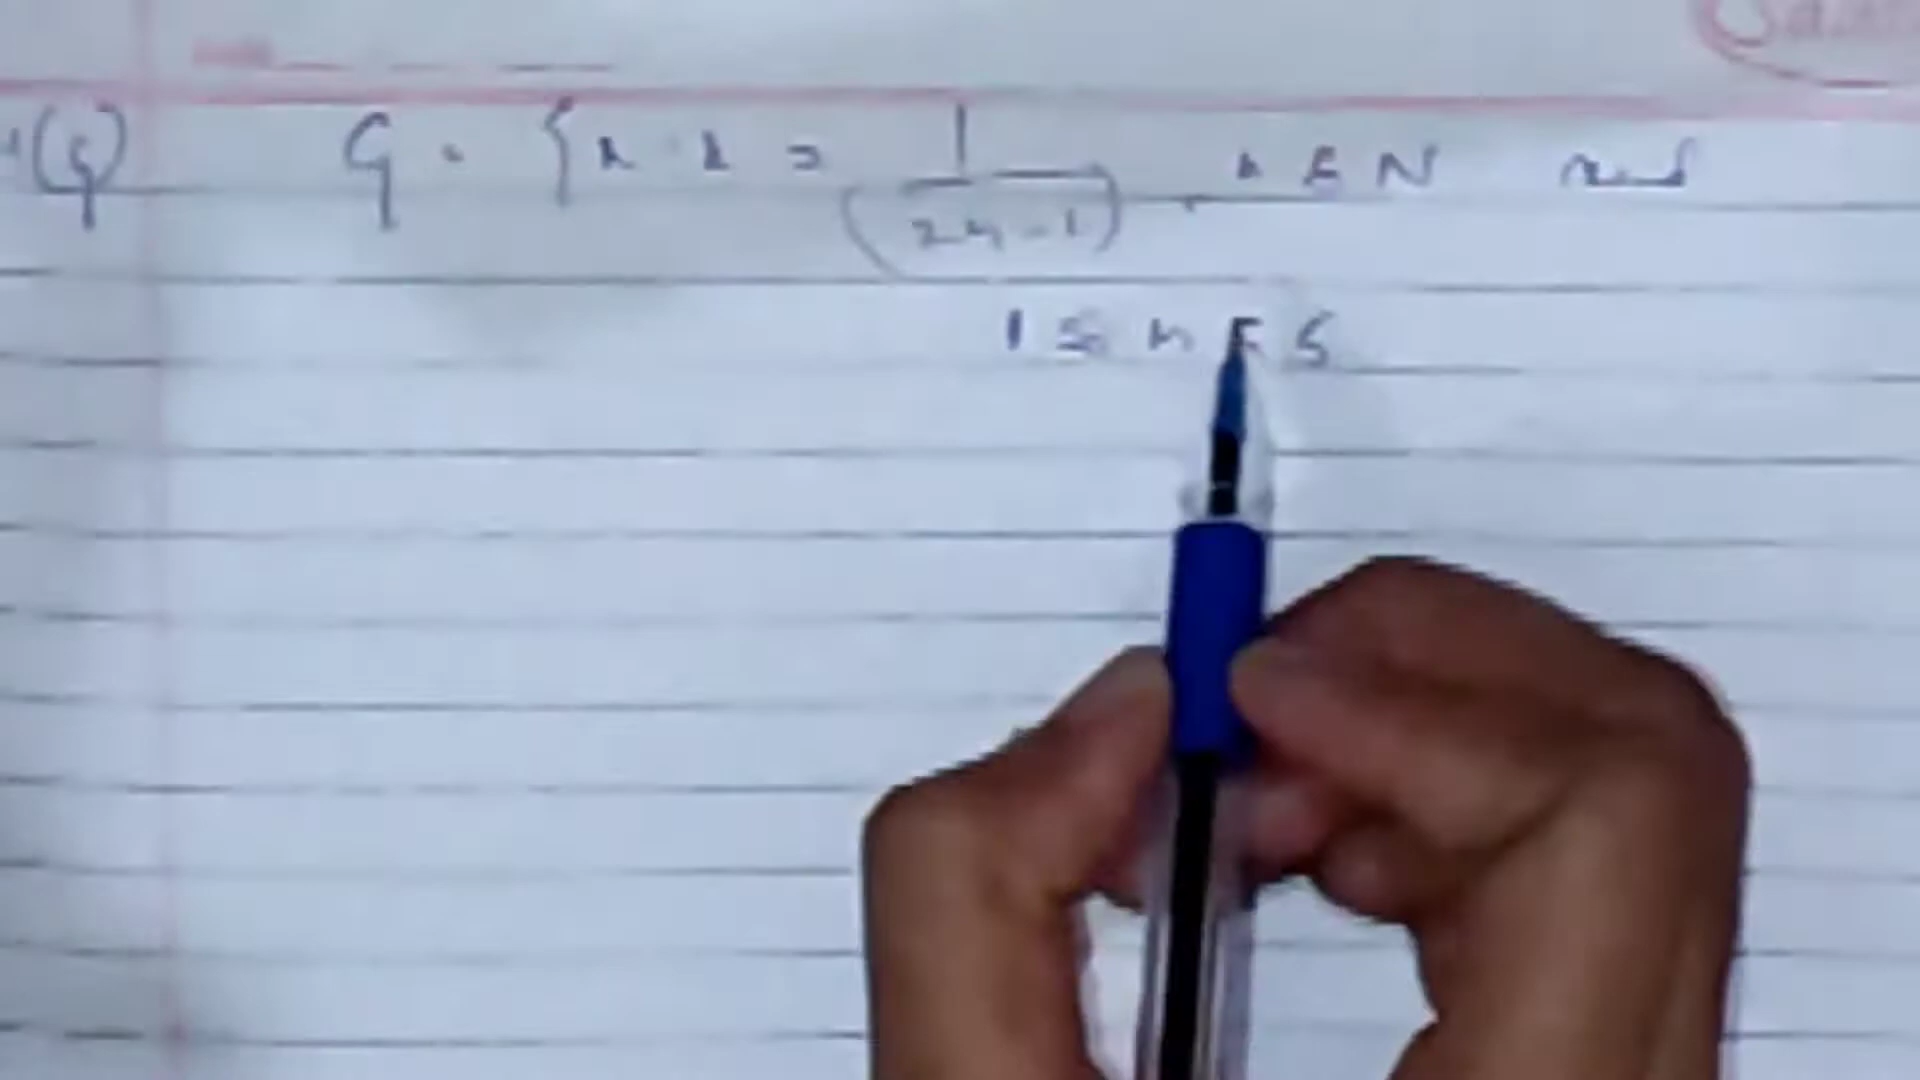 (G) G = { x : x = 1/(2n-1), n ∈ N and
1 ≤ n ≤ 5